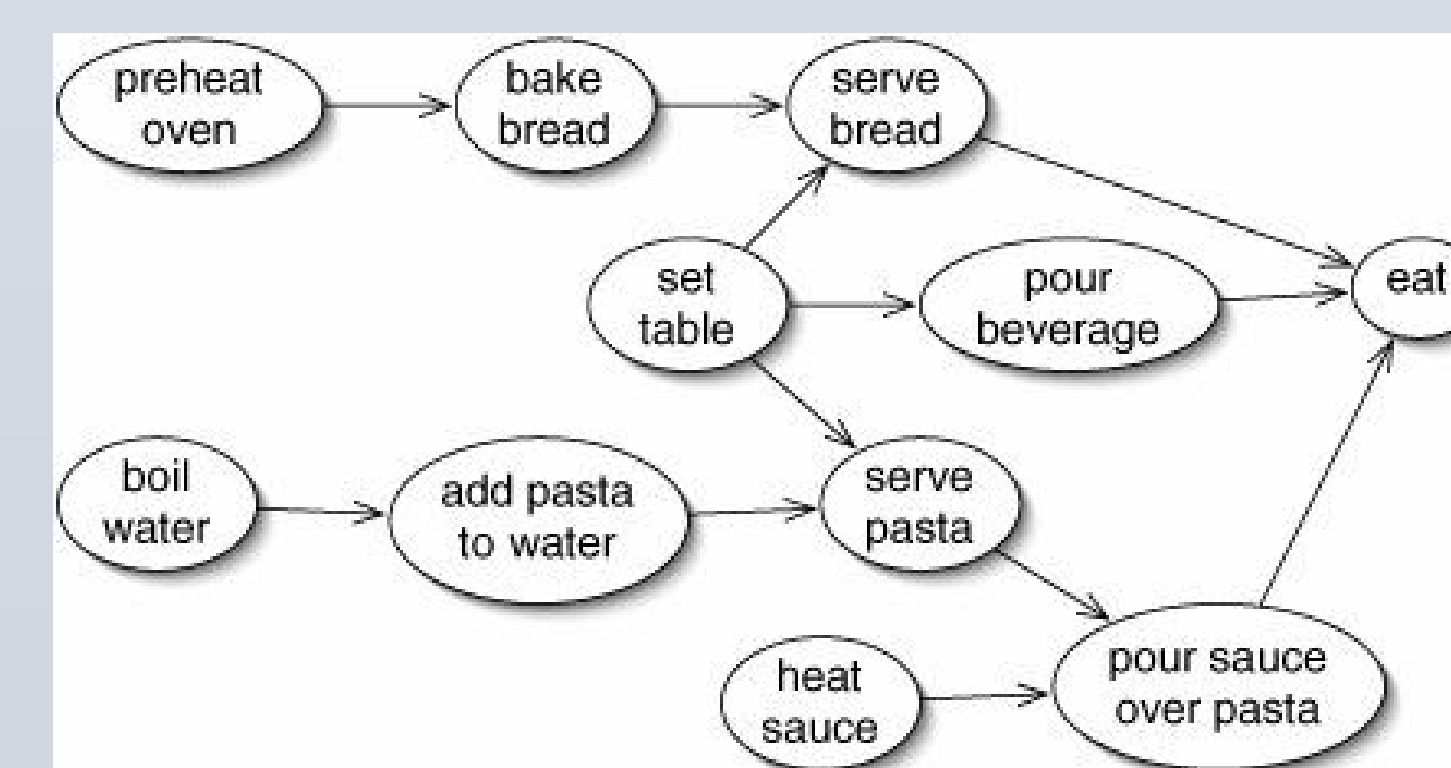 preheat
oven
bake
bread
serve
bread
set
table
pour
beverage
eat
boil
water
add pasta
to water
serve
pasta
heat
sauce
pour sauce
over pasta